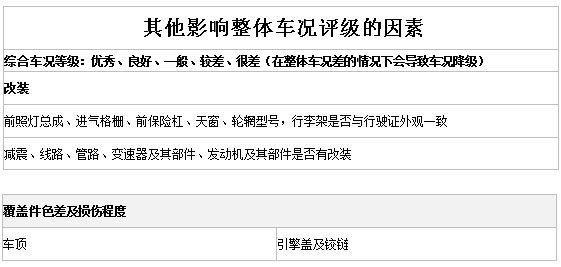 其他影响整体车况评级的因素
综合车况等级：优秀、良好、一般、较差、很差（在整体车况差的情况下会导致车况降级）
改装
前照灯总成、进气格栅、前保险杠、天窗、轮辋型号，行李架是否与行驶证外观一致
减震、线路、管路、变速器及其部件、发动机及其部件是否有改装
覆盖件色差及损伤程度
车顶
引擎盖及铰链